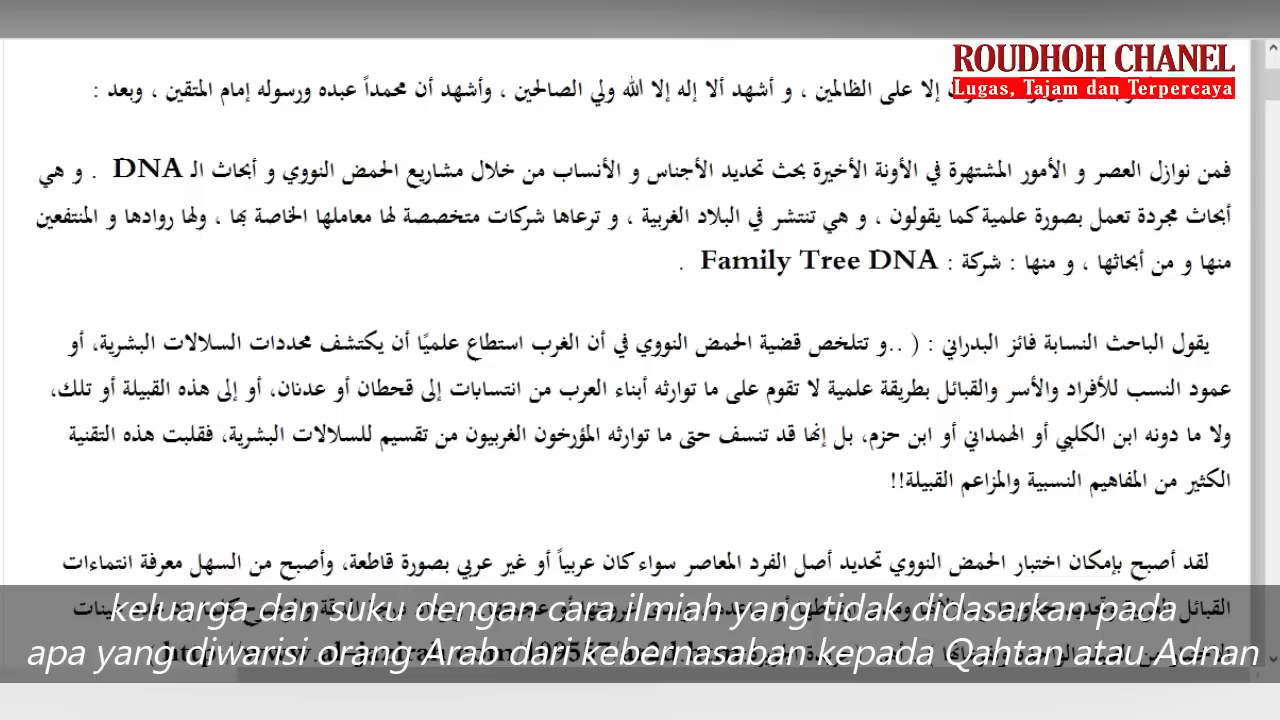 ROUDHOH CHANEL
Lugas, Tajam dan Terpercaya
إلا على الظالمين ، و أشهد ألا إله إلا الله ولي الصالحين ، وأشهد أن محمداً عبده ورسوله إمام المتقين ، وبعد :
فمن نوازل العصر و الأمور المشتهرة في الأونة الأخيرة بحث تحديد الأجناس و الأنساب من خلال مشاريع الحمض النووي و أبحاث الـ DNA . و هي
أبحاث مجردة تعمل بصورة علمية كما يقولون ، و هي تنتشر في البلاد الغربية ، و ترعاها شركات متخصصة لها معاملها الخاصة بها ، ولها روادها و المنتفعين
منها و من أبحاثها ، و منها : شركة : Family Tree DNA .
يقول الباحث النسابة فائز البدراني : ( ..و تتلخص قضية الحمض النووي في أن الغرب استطاع علميًا أن يكتشف محددات السلالات البشرية، أو
عمود النسب للأفراد والأسر والقبائل بطريقة علمية لا تقوم على ما توارثه أبناء العرب من انتسابات إلى قحطان أو عدنان، أو إلى هذه القبيلة أو تلك،
ولا ما دونه ابن الكلبي أو الهمداني أو ابن حزم، بل إنها قد تنسف حتى ما توارثه المؤرخون الغربيون من تقسيم للسلالات البشرية، فقلبت هذه التقنية
الكثير من المفاهيم النسبية والمزاعم القبيلة!!
لقد أصبح بإمكان اختبار الحمض النووي تحديد أصل الفرد المعاصر سواء كان عربياً أو غير عربي بصورة قاطعة، وأصبح من السهل معرفة انتماءات
القبائل
keluarga dan suku dengan cara ilmiah yang tidak didasarkan pada
apa yang diwarisi orang Arab dari kebernasaban kepada Qahtan atau Adnan